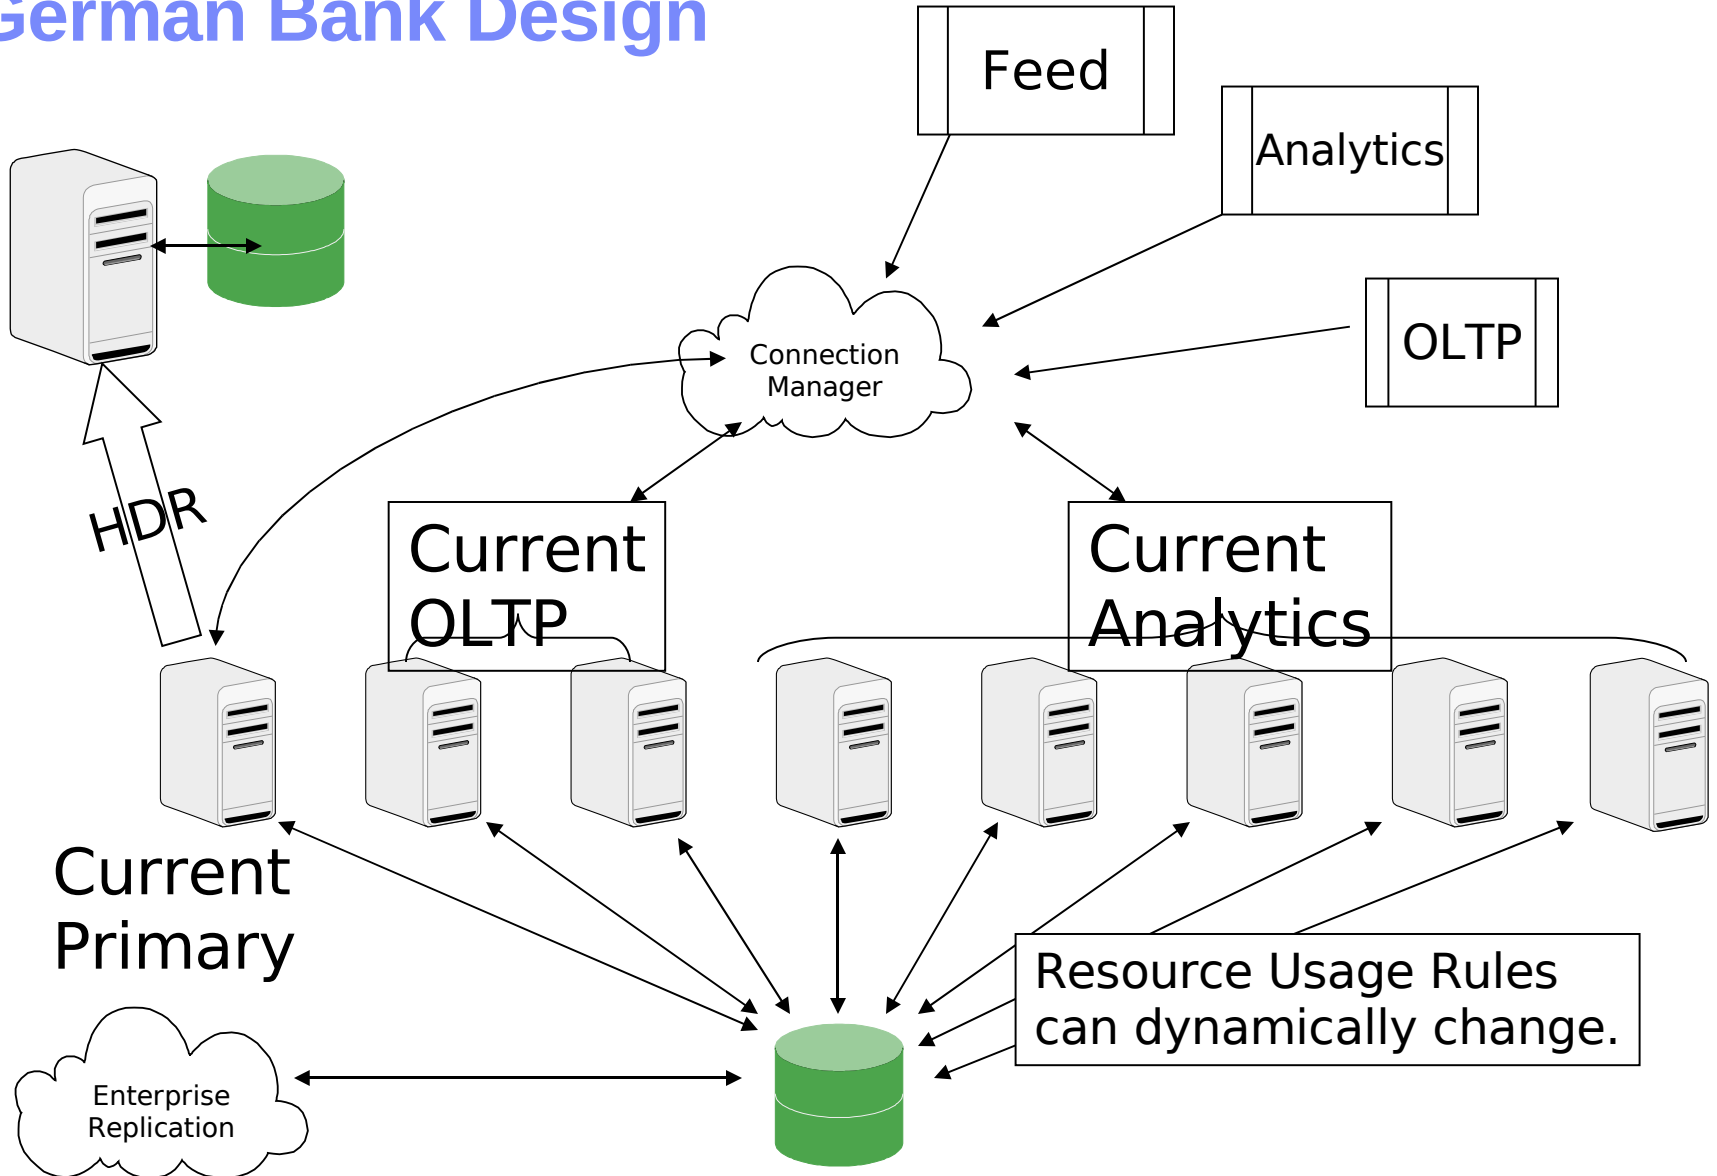 German Bank Design
Feed
Analytics
OLTP
Connection
Manager
HDR
Current
OLTP
Current
Analytics
Current
Primary
Resource Usage Rules
can dynamically change.
Enterprise
Replication